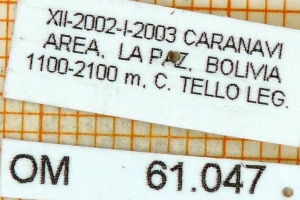 XII-2002-I-2003 CARANAVI
AREA, LA PAZ, BOLIVIA
1100-2100 m, C. TELLO LEG.
OM 61.047